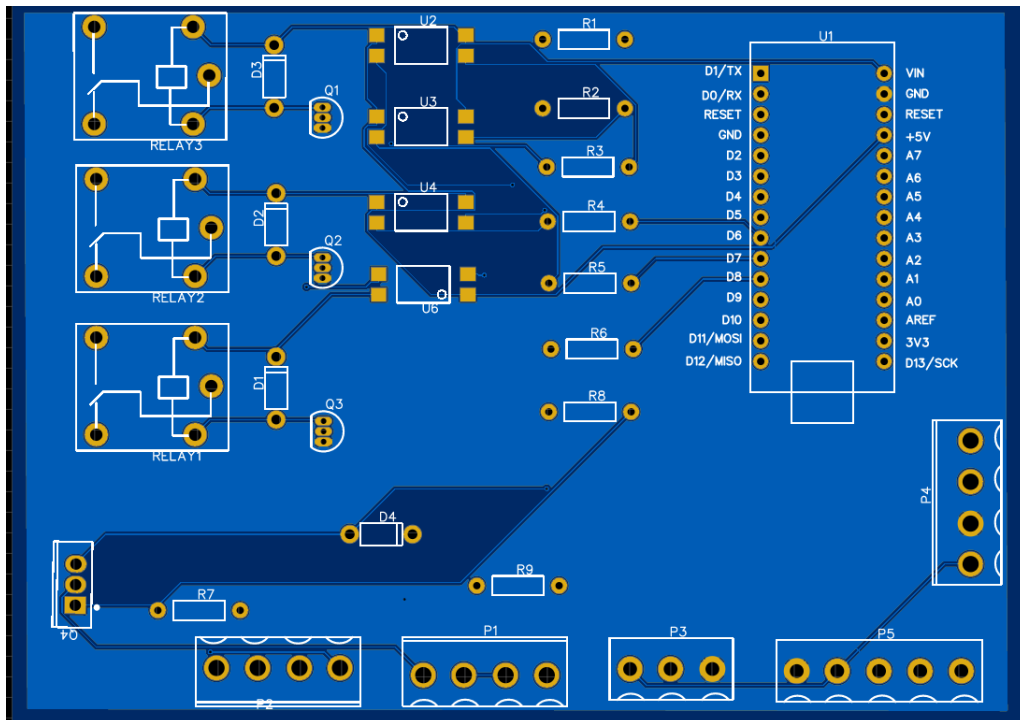 U2
R1
U1
D3
D1/TX
VIN
Q1
R2
D0/RX
GND
U3
RESET
RESET
RELAY3
GND
+5V
R3
D2
A7
D3
A6
U4
D4
A5
D2
R4
D5
A4
Q2
D6
A3
R5
D7
A2
D8
A1
RELAY2
U6
D9
A0
D10
AREF
R6
D11/MOSI
3V3
D12/MISO
D13/SCK
D1
Q3
R8
RELAY1
P4
D4
R9
R7
Q4
P1
P3
P5
P2